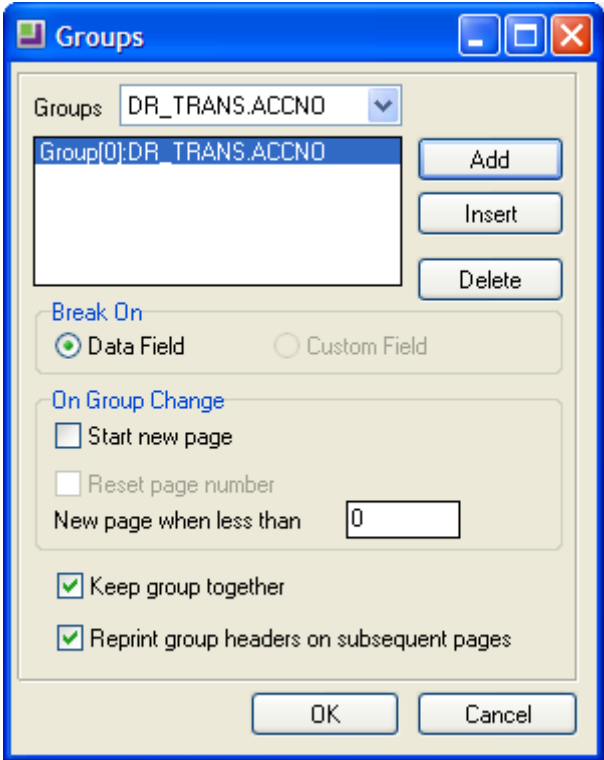 Groups
Groups DR_TRANS.ACCNO
Group[0]:DR_TRANS.ACCNO
Add
Insert
Delete
Break On
Data Field Custom Field
On Group Change
Start new page
Reset page number
New page when less than 0
Keep group together
Reprint group headers on subsequent pages
OK Cancel